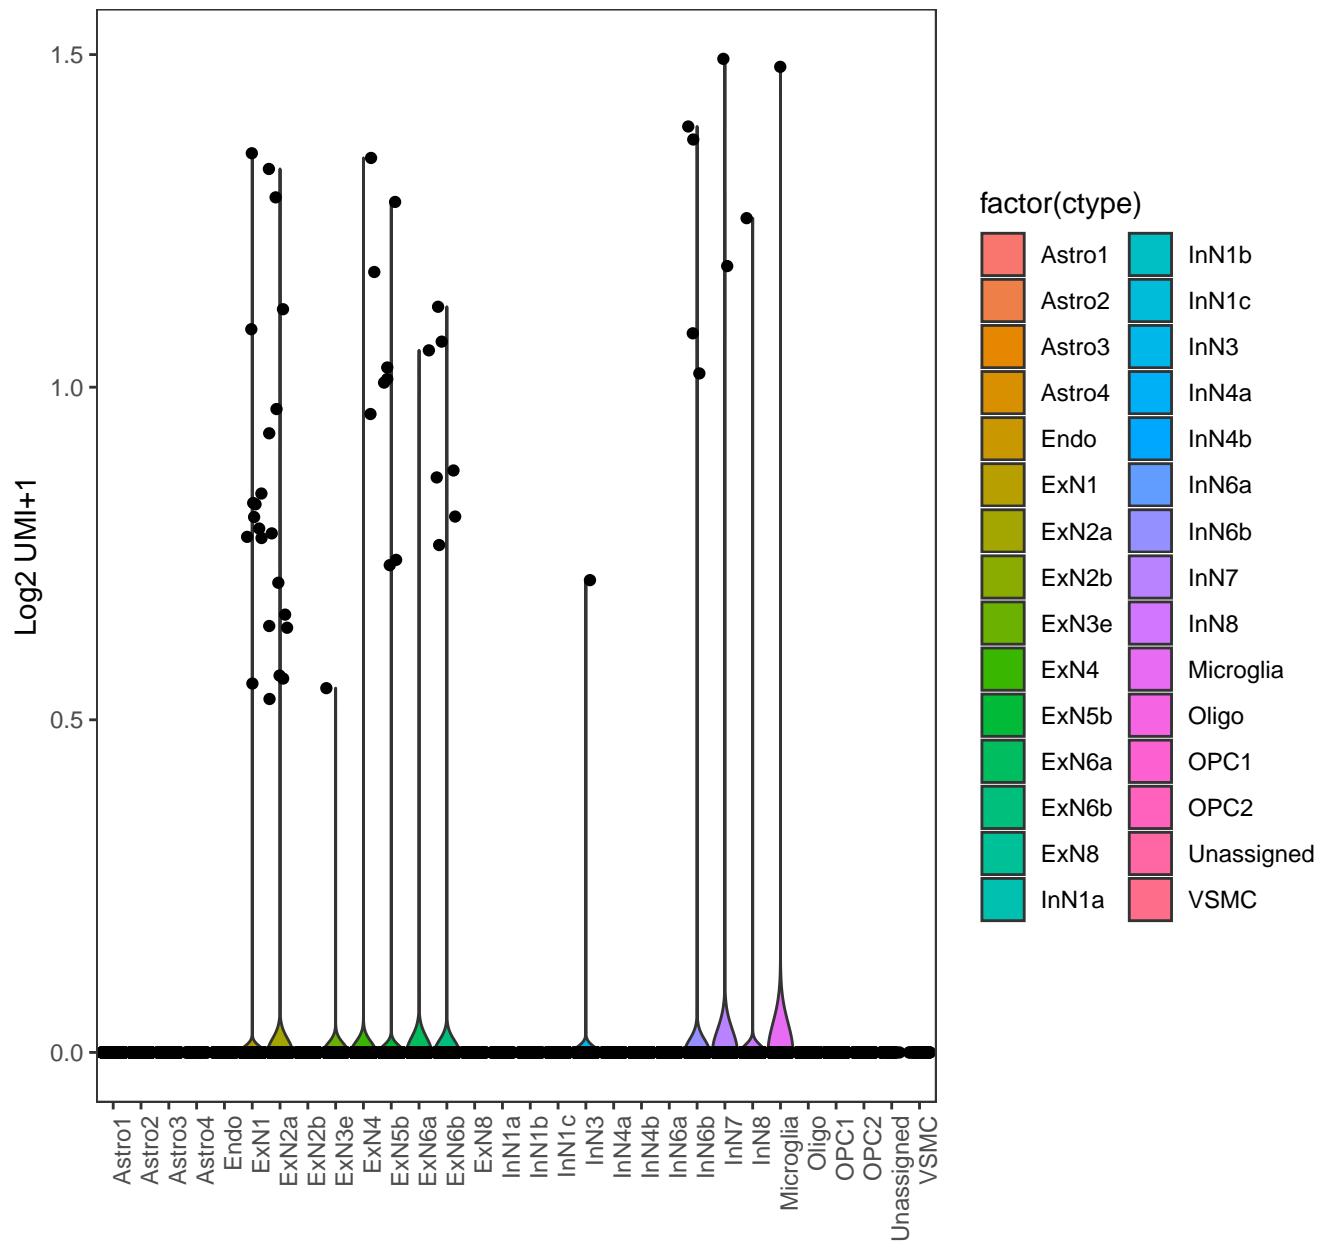 1.5
1.0
0.5
0.0
Log2 UMI+1
Astro1
Astro2
Astro3
Astro4
Endo
ExN1
ExN2a
ExN2b
ExN3e
ExN4
ExN5b
ExN6a
ExN6b
ExN8
InN1a
InN1b
InN1c
InN3
InN4a
InN4b
InN6a
InN6b
InN7
InN8
Microglia
Oligo
OPC1
OPC2
Unassigned
VSMC
factor(ctype)
Astro1
Astro2
Astro3
Astro4
Endo
ExN1
ExN2a
ExN2b
ExN3e
ExN4
ExN5b
ExN6a
ExN6b
ExN8
InN1a
InN1b
InN1c
InN3
InN4a
InN4b
InN6a
InN6b
InN7
InN8
Microglia
Oligo
OPC1
OPC2
Unassigned
VSMC